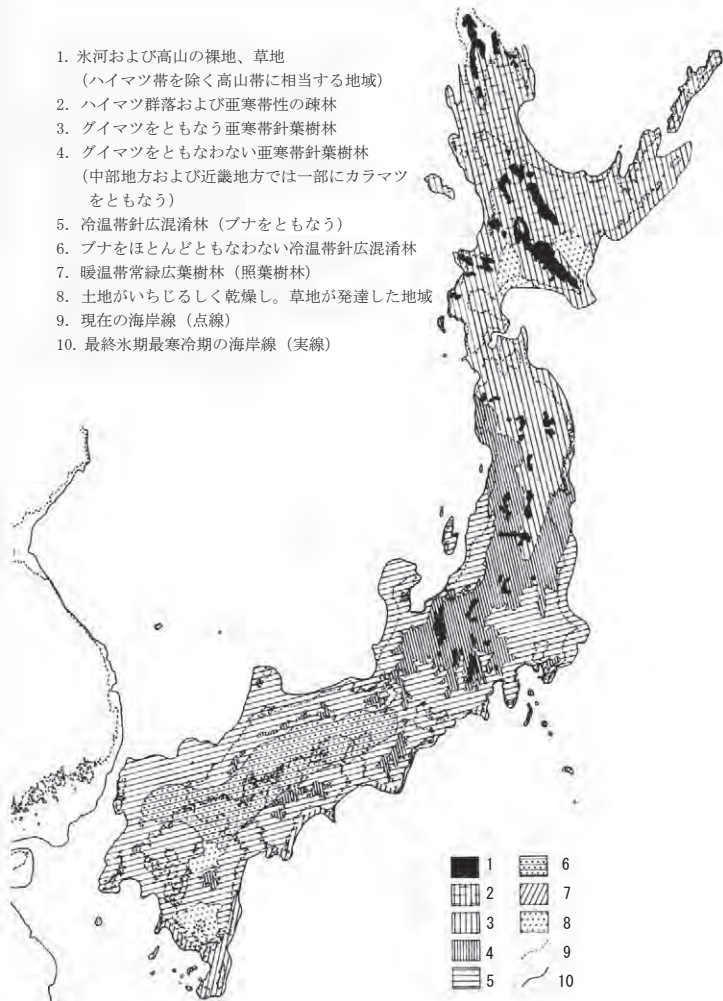 1. 氷河および高山の裸地、草地
(ハイマツ帯を除く高山帯に相当する地域)
2. ハイマツ群落および亜寒帯性の疎林
3. グイマツをともなう亜寒帯針葉樹林
4. グイマツをともなわない亜寒帯針葉樹林
(中部地方および近畿地方では一部にカラマツ
をともなう)
5. 冷温帯針広混淆林(ブナをともなう)
6. ブナをほとんどともなわない冷温帯針広混淆林
7. 暖温帯常緑広葉樹林(照葉樹林)
8. 土地がいちじるしく乾燥し。草地が発達した地域
9. 現在の海岸線(点線)
10. 最終氷期最寒冷期の海岸線(実線)
1
2
3
4
5
6
7
8
9
10